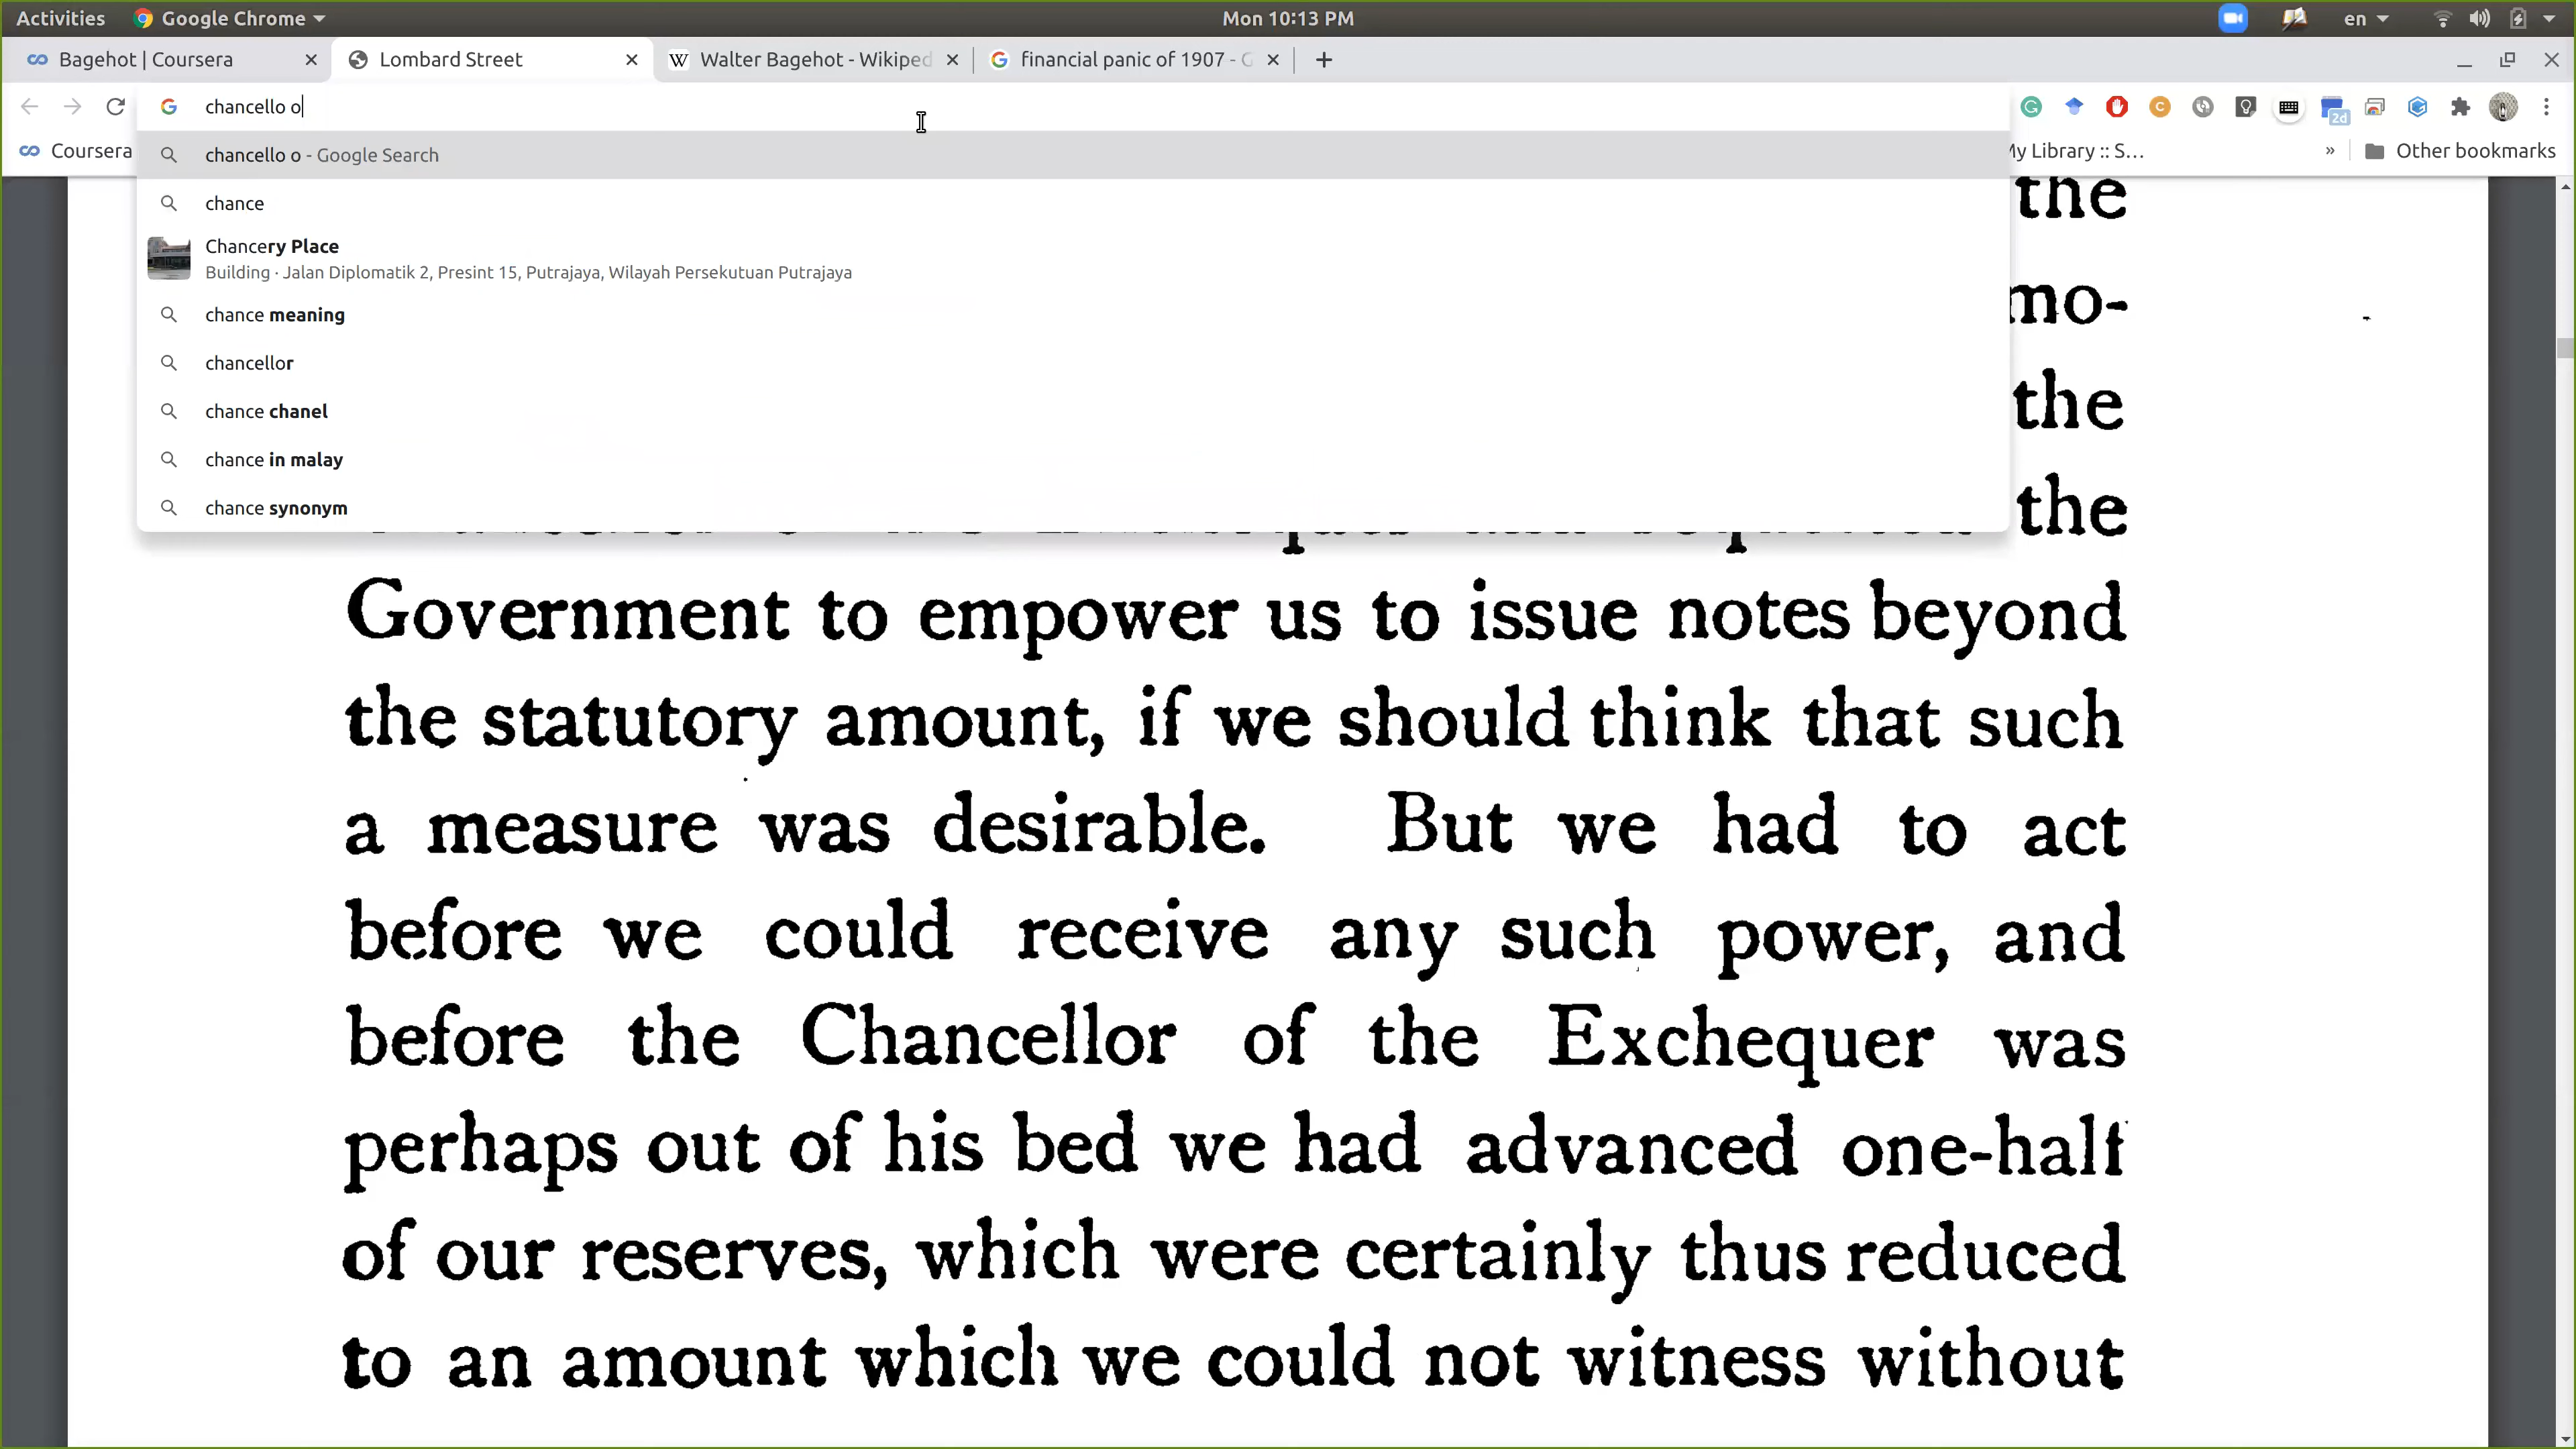 Activities Google Chrome Mon 10:13 PM en
Bagehot | Coursera Lombard Street Walter Bagehot - Wikiped financial panic of 1907 - G
chancello o
Coursera My Library :: S... » Other bookmarks
chancello o - Google Search
chance
Chancery Place
Building · Jalan Diplomatik 2, Presint 15, Putrajaya, Wilayah Persekutuan Putrajaya
chance meaning
chancellor
chance chanel
chance in malay
chance synonym
2d
the
mo-
the
the
Government to empower us to issue notes beyond
the statutory amount, if we should think that such
a measure was desirable. But we had to act
before we could receive any such power, and
before the Chancellor of the Exchequer was
perhaps out of his bed we had advanced one-half
of our reserves, which were certainly thus reduced
to an amount which we could not witness without